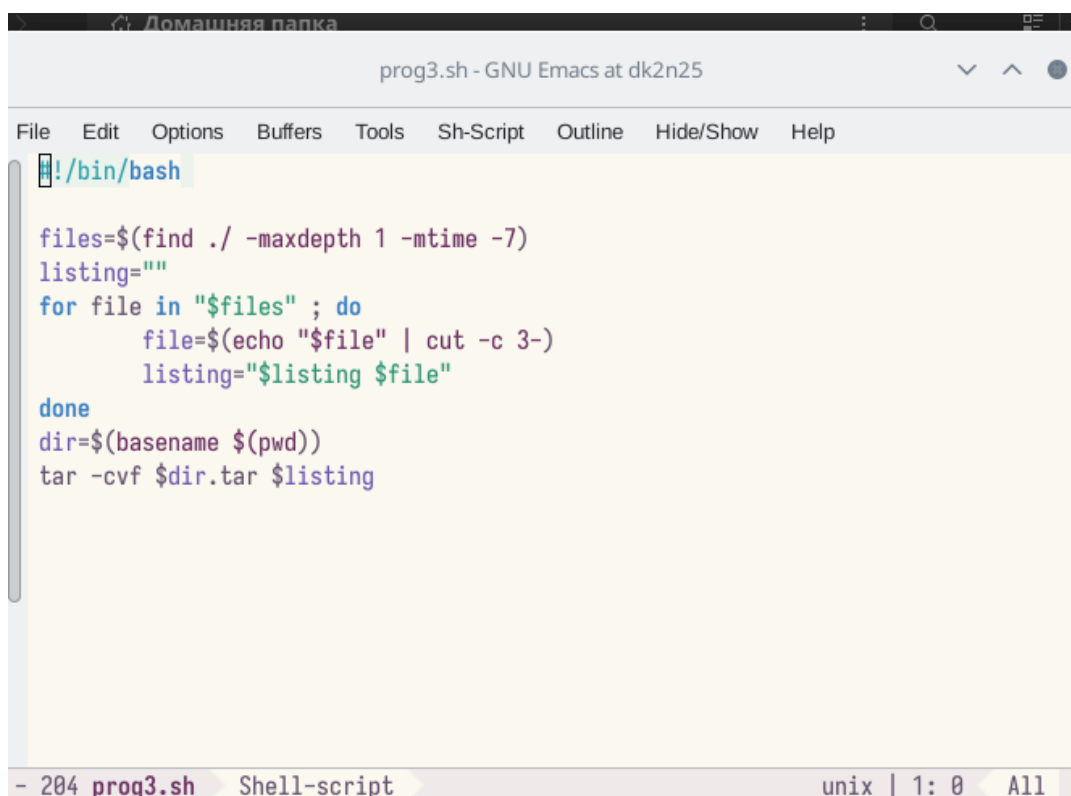 Домашняя папка
prog3.sh - GNU Emacs at dk2n25
File Edit Options Buffers Tools Sh-Script Outline Hide/Show Help
#!/bin/bash
files=$(find ./ -maxdepth 1 -mtime -7)
listing=""
for file in "$files" ; do
        file=$(echo "$file" | cut -c 3-)
        listing="$listing $file"
done
dir=$(basename $(pwd))
tar -cvf $dir.tar $listing
- 204 prog3.sh Shell-script unix | 1: 0 All